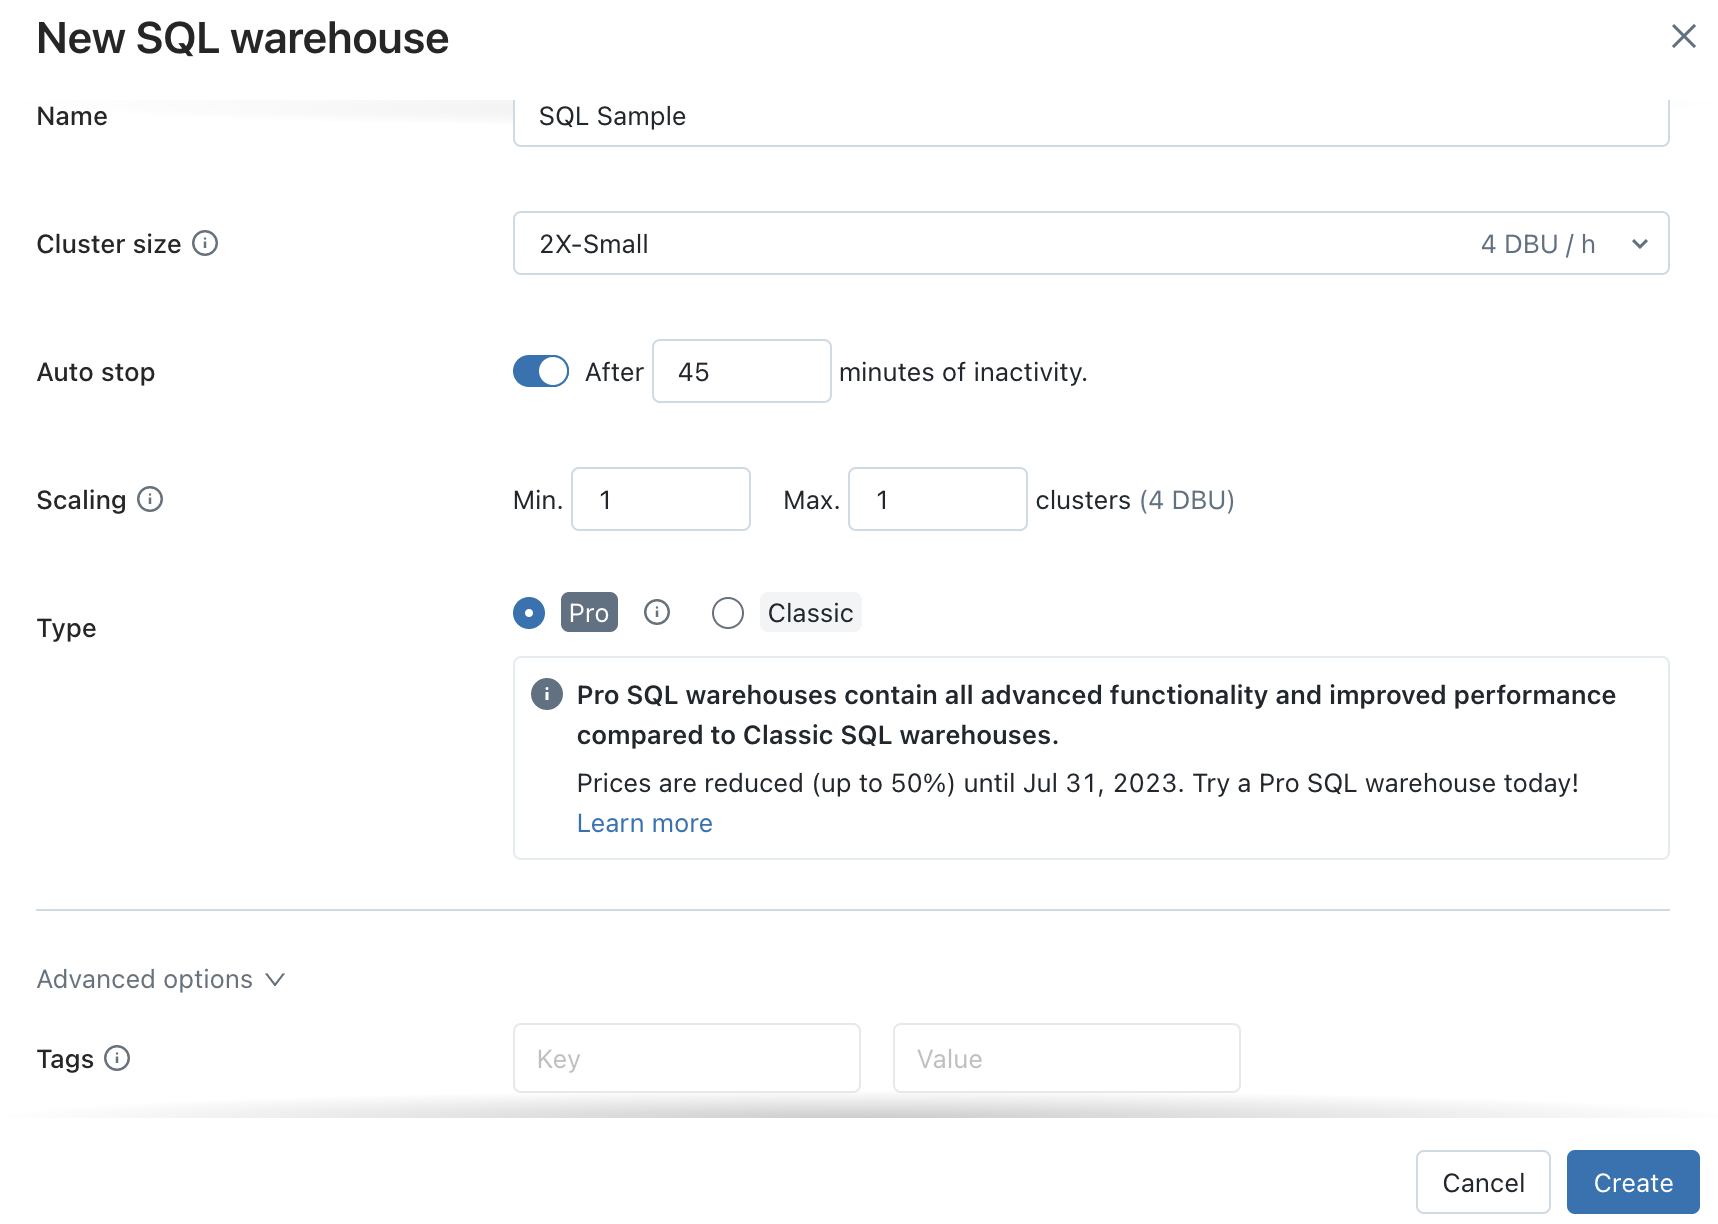 New SQL warehouse
Name
SQL Sample
Cluster size
2X-Small
4 DBU / h
Auto stop
After 45 minutes of inactivity.
Scaling
Min. 1 Max. 1 clusters (4 DBU)
Type
Pro Classic
Pro SQL warehouses contain all advanced functionality and improved performance
compared to Classic SQL warehouses.
Prices are reduced (up to 50%) until Jul 31, 2023. Try a Pro SQL warehouse today!
Learn more
Advanced options
Tags
Key
Value
Cancel
Create